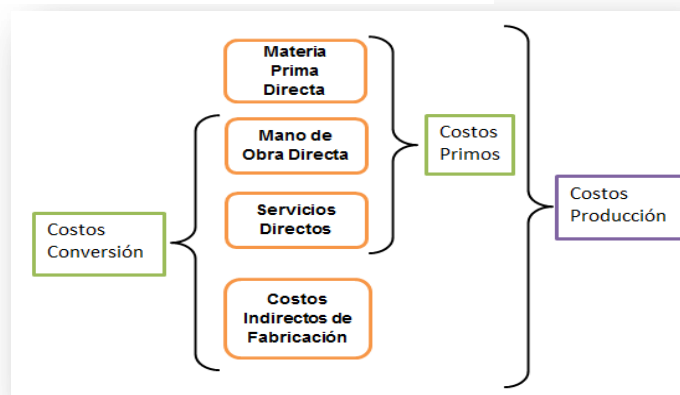 Materia
Prima
Directa
Mano de
Obra Directa
Servicios
Directos
Costos
Indirectos de
Fabricación
Costos
Conversión
Costos
Primos
Costos
Producción